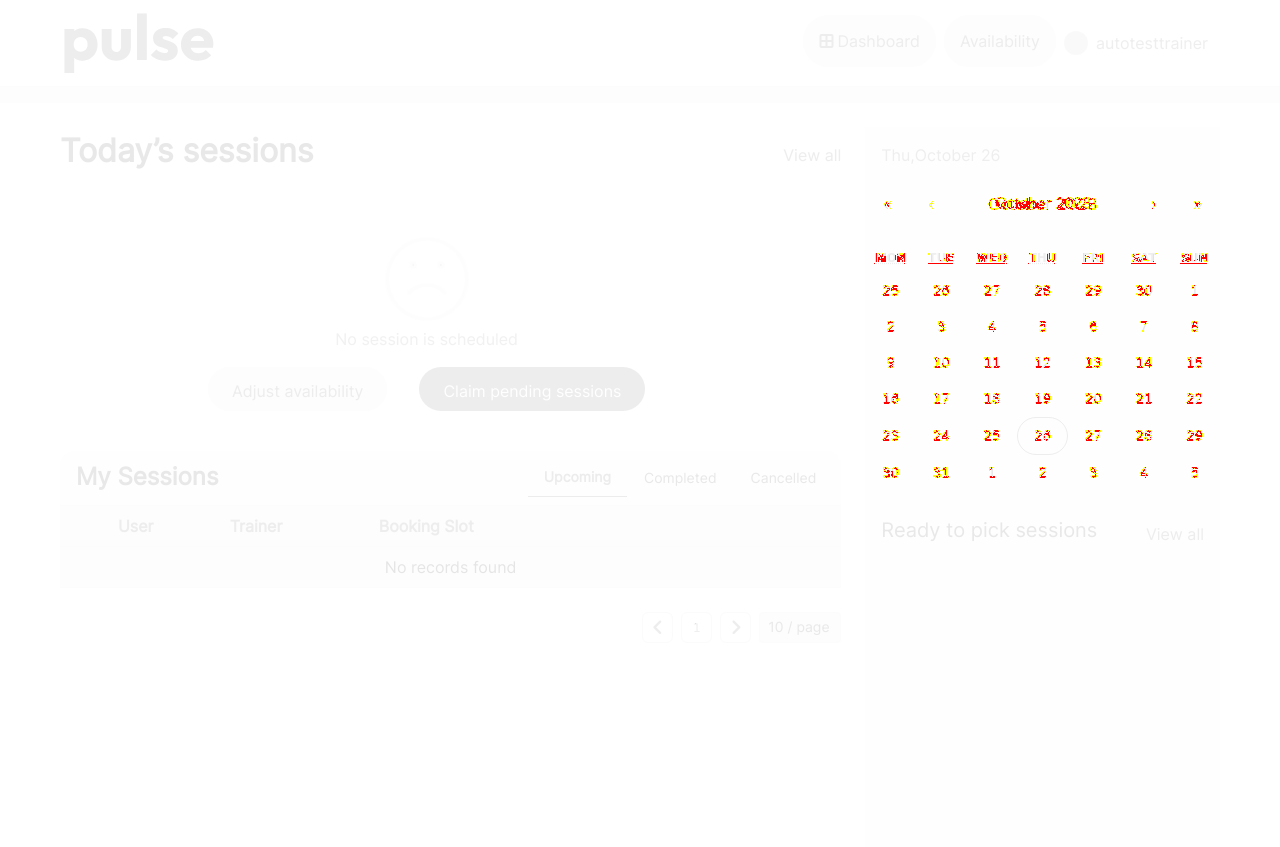 pulse
Dashboard
Availability
autotesttrainer
Today's sessions
View all
No session is scheduled
Adjust availability
Claim pending sessions
My Sessions
Upcoming
Completed
Cancelled
User Trainer Booking Slot
No records found
1
10 / page
Thu,October 26
« ‹ October 2023 › »
MON TUE WED THU FRI SAT SUN
25 26 27 28 29 30 1
2 3 4 5 6 7 8
9 10 11 12 13 14 15
16 17 18 19 20 21 22
23 24 25 26 27 28 29
30 31 1 2 3 4 5
Ready to pick sessions
View all